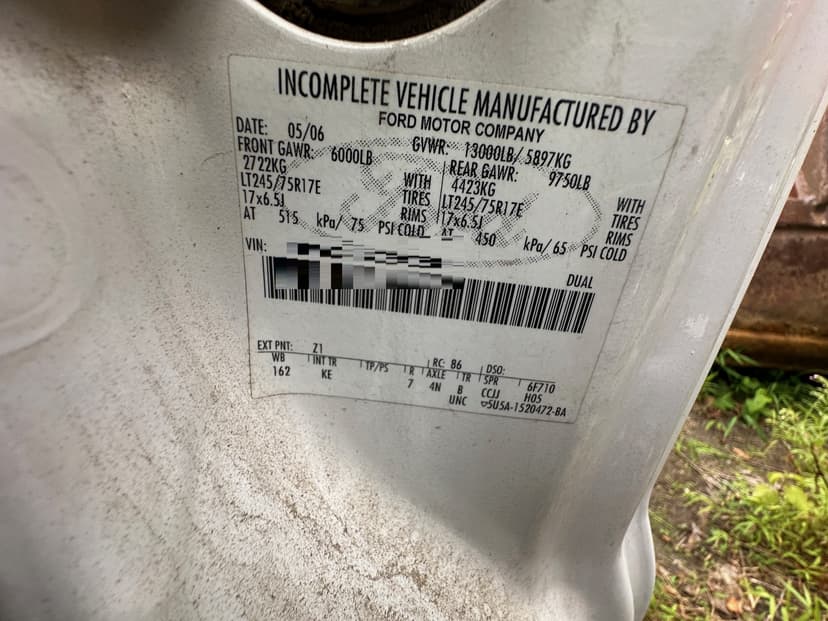 INCOMPLETE VEHICLE MANUFACTURED BY
FORD MOTOR COMPANY
DATE: 05/06 GVWR: 13000LB/ 5897KG
FRONT GAWR: 6000LB REAR GAWR: 9750LB
2722KG WITH 4423KG WITH
LT245/75R17E TIRES LT245/75R17E TIRES
17x6.5J RIMS 17x6.5J RIMS
AT 515 kPa/ 75 PSI COLD AT 450 kPa/ 65 PSI COLD
VIN:
DUAL
EXT PNT: Z1 RC: 86 DSO:
WB INT TR TP/PS R AXLE TR SPR 6F710
162 KE 7 4N B CCJJ H05
UNC 5USA-1520472-BA